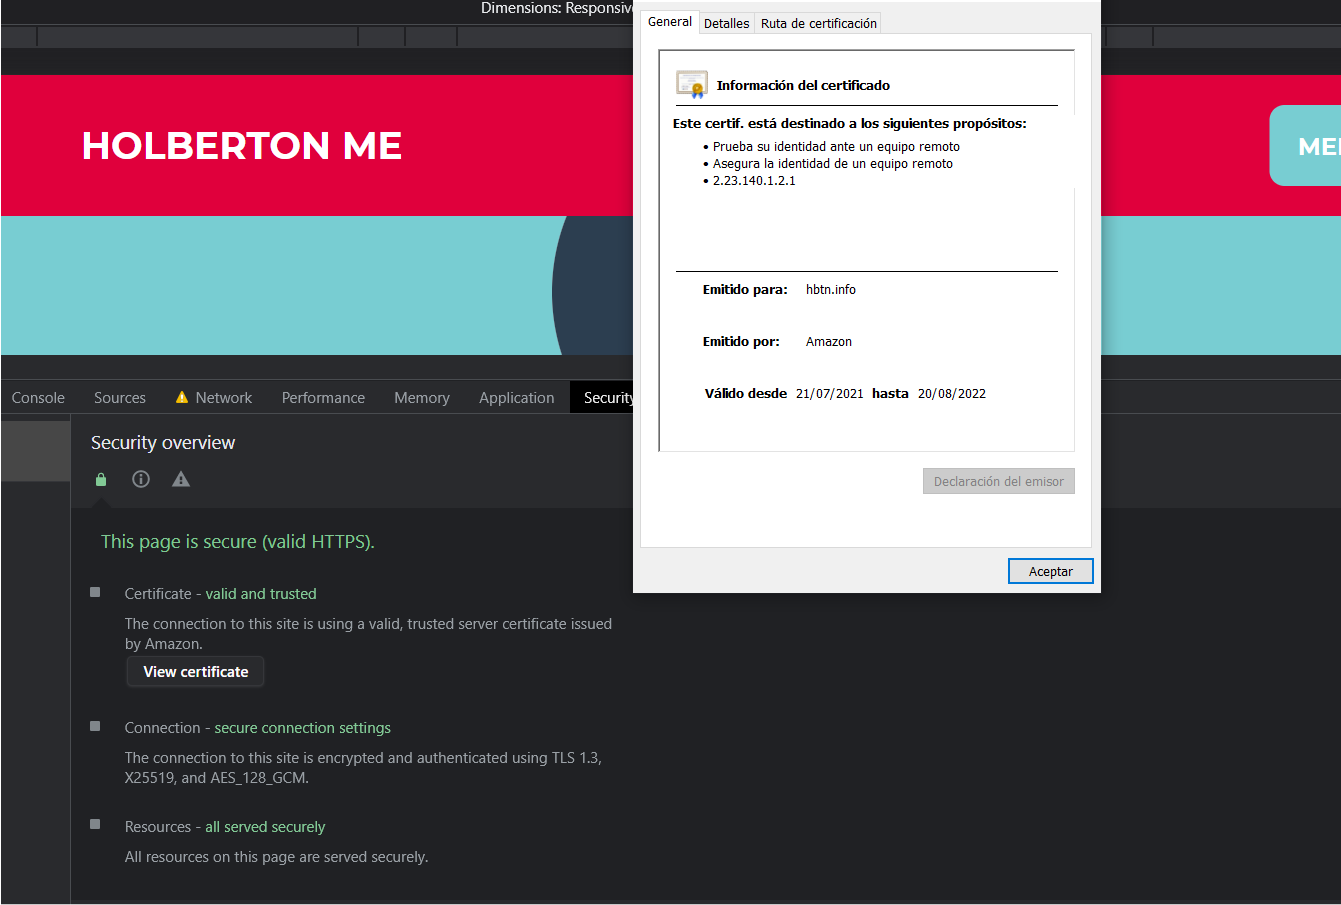 Dimensions: Responsive
General Detalles Ruta de certificación
HOLBERTON ME
Información del certificado
Este certif. está destinado a los siguientes propósitos:
• Prueba su identidad ante un equipo remoto
• Asegura la identidad de un equipo remoto
• 2.23.140.1.2.1
Emitido para: hbtn.info
Emitido por: Amazon
Válido desde 21/07/2021 hasta 20/08/2022
Declaración del emisor
Aceptar
Console Sources Network Performance Memory Application Security
Security overview
This page is secure (valid HTTPS).
Certificate - valid and trusted
The connection to this site is using a valid, trusted server certificate issued
by Amazon.
View certificate
Connection - secure connection settings
The connection to this site is encrypted and authenticated using TLS 1.3,
X25519, and AES_128_GCM.
Resources - all served securely
All resources on this page are served securely.